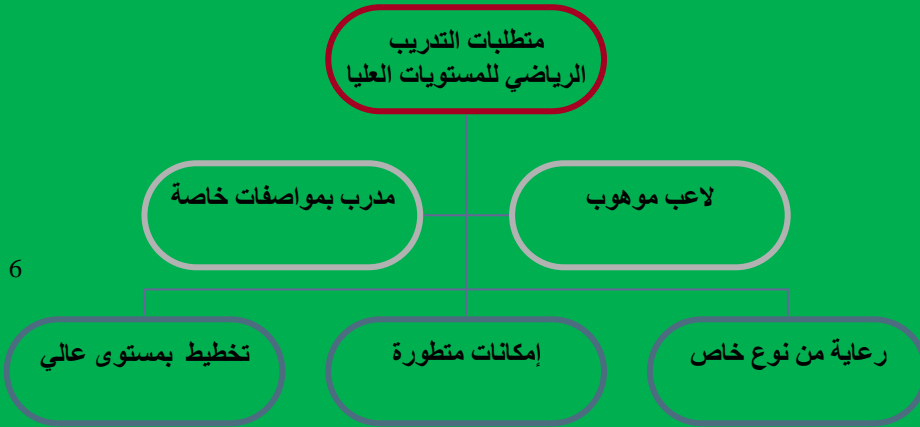 متطلبات التدريب
الرياضي للمستويات العليا
لاعب موهوب
مدرب بمواصفات خاصة
6
رعاية من نوع خاص
إمكانات متطورة
تخطيط بمستوى عالي